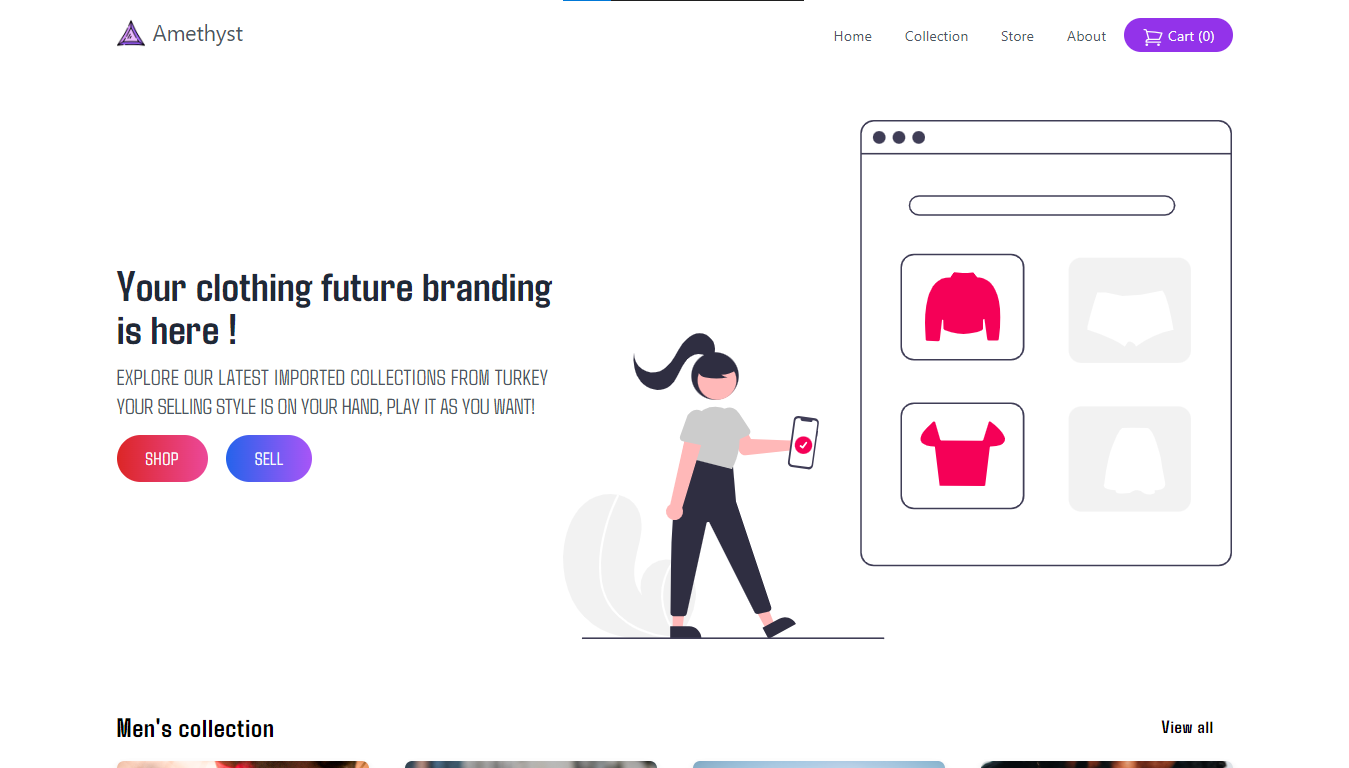 Amethyst
Home
Collection
Store
About
Cart (0)
Your clothing future branding
is here !
EXPLORE OUR LATEST IMPORTED COLLECTIONS FROM TURKEY
YOUR SELLING STYLE IS ON YOUR HAND, PLAY IT AS YOU WANT!
SHOP
SELL
Men's collection
View all